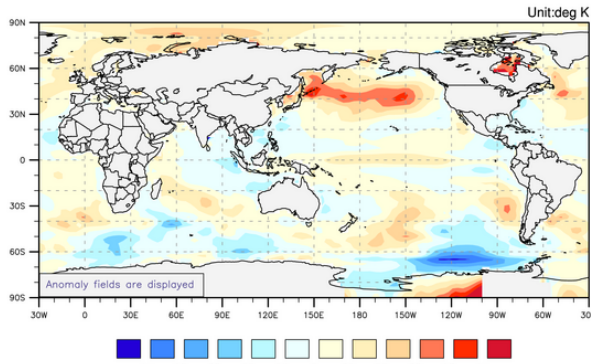 Unit:deg K
90N
60N
30N
0
30S
60S
90S
Anomaly fields are displayed
30W 0 30E 60E 90E 120E 150E 180 150W 120W 90W 60W 30